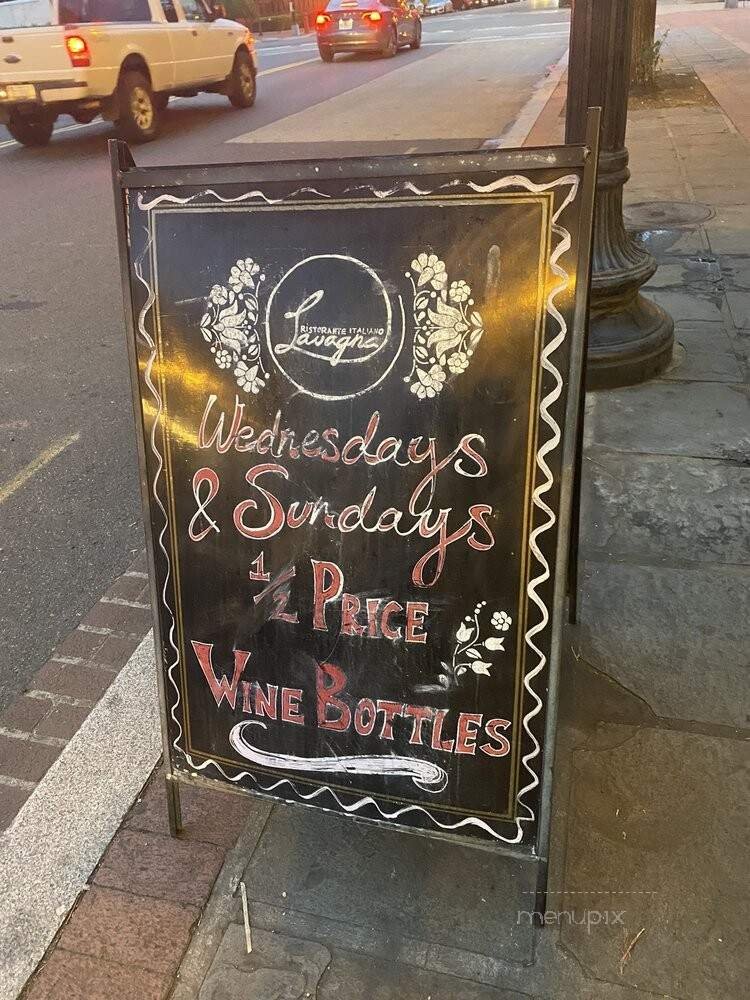 RISTORANTE ITALIANO
Lavagna
Wednesdays
& Sundays
1/2 PRICE
WINE BOTTLES
menupix